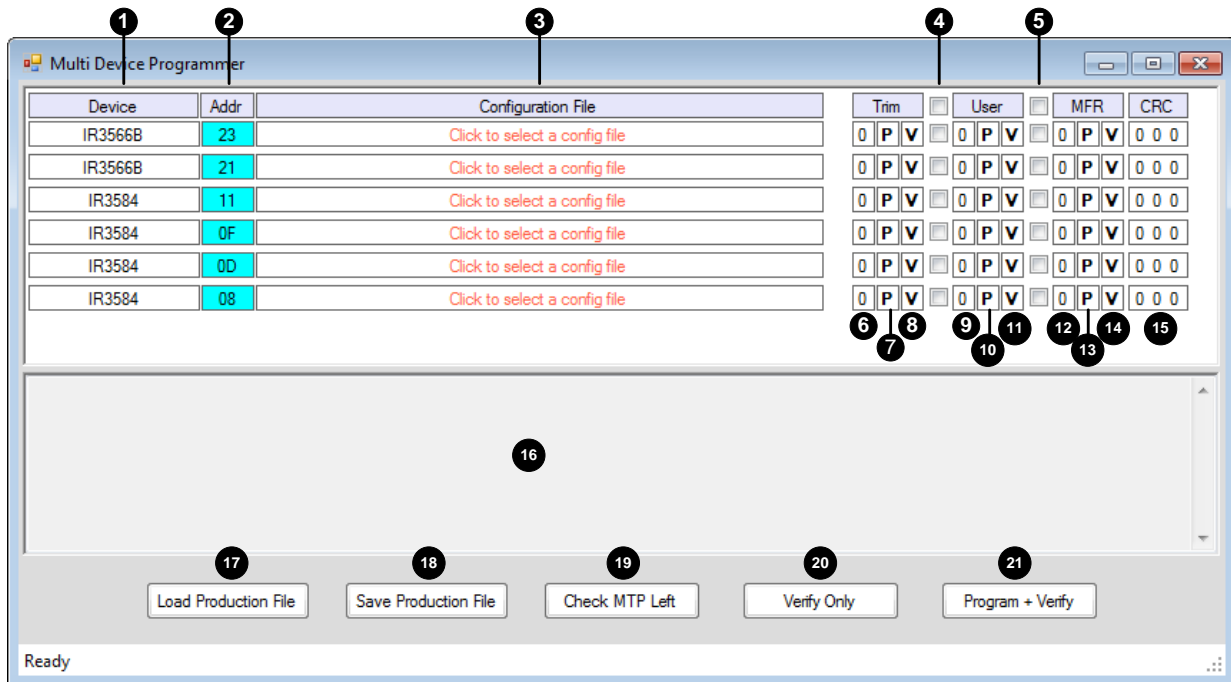 1 2 3 4 5
Multi Device Programmer
Device Addr Configuration File Trim User MFR CRC
IR3566B 23 Click to select a config file 0 P V 0 P V 0 P V 0 0 0
IR3566B 21 Click to select a config file 0 P V 0 P V 0 P V 0 0 0
IR3584 11 Click to select a config file 0 P V 0 P V 0 P V 0 0 0
IR3584 0F Click to select a config file 0 P V 0 P V 0 P V 0 0 0
IR3584 0D Click to select a config file 0 P V 0 P V 0 P V 0 0 0
IR3584 08 Click to select a config file 0 P V 0 P V 0 P V 0 0 0
6 7 8 9 10 11 12 13 14 15
16
17 18 19 20 21
Load Production File Save Production File Check MTP Left Verify Only Program + Verify
Ready